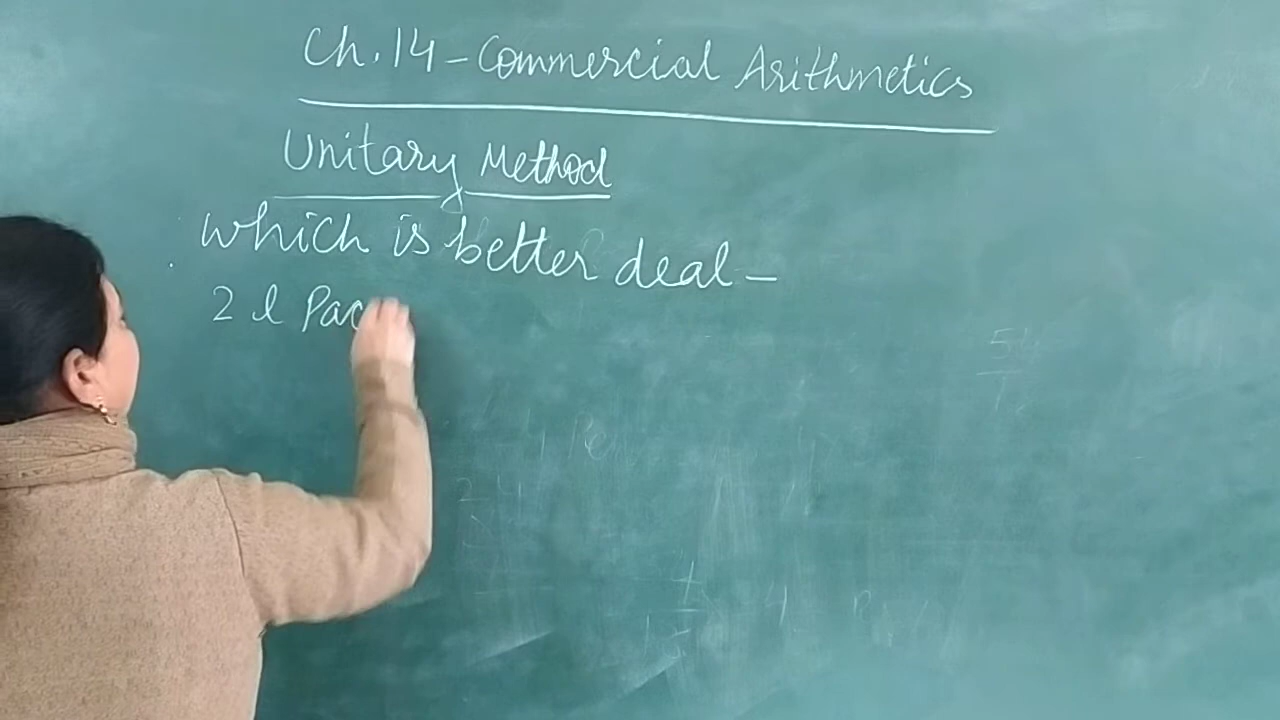 Ch.14 - Commercial Arithmetics
Unitary Method
which is better deal -
2 l Pac